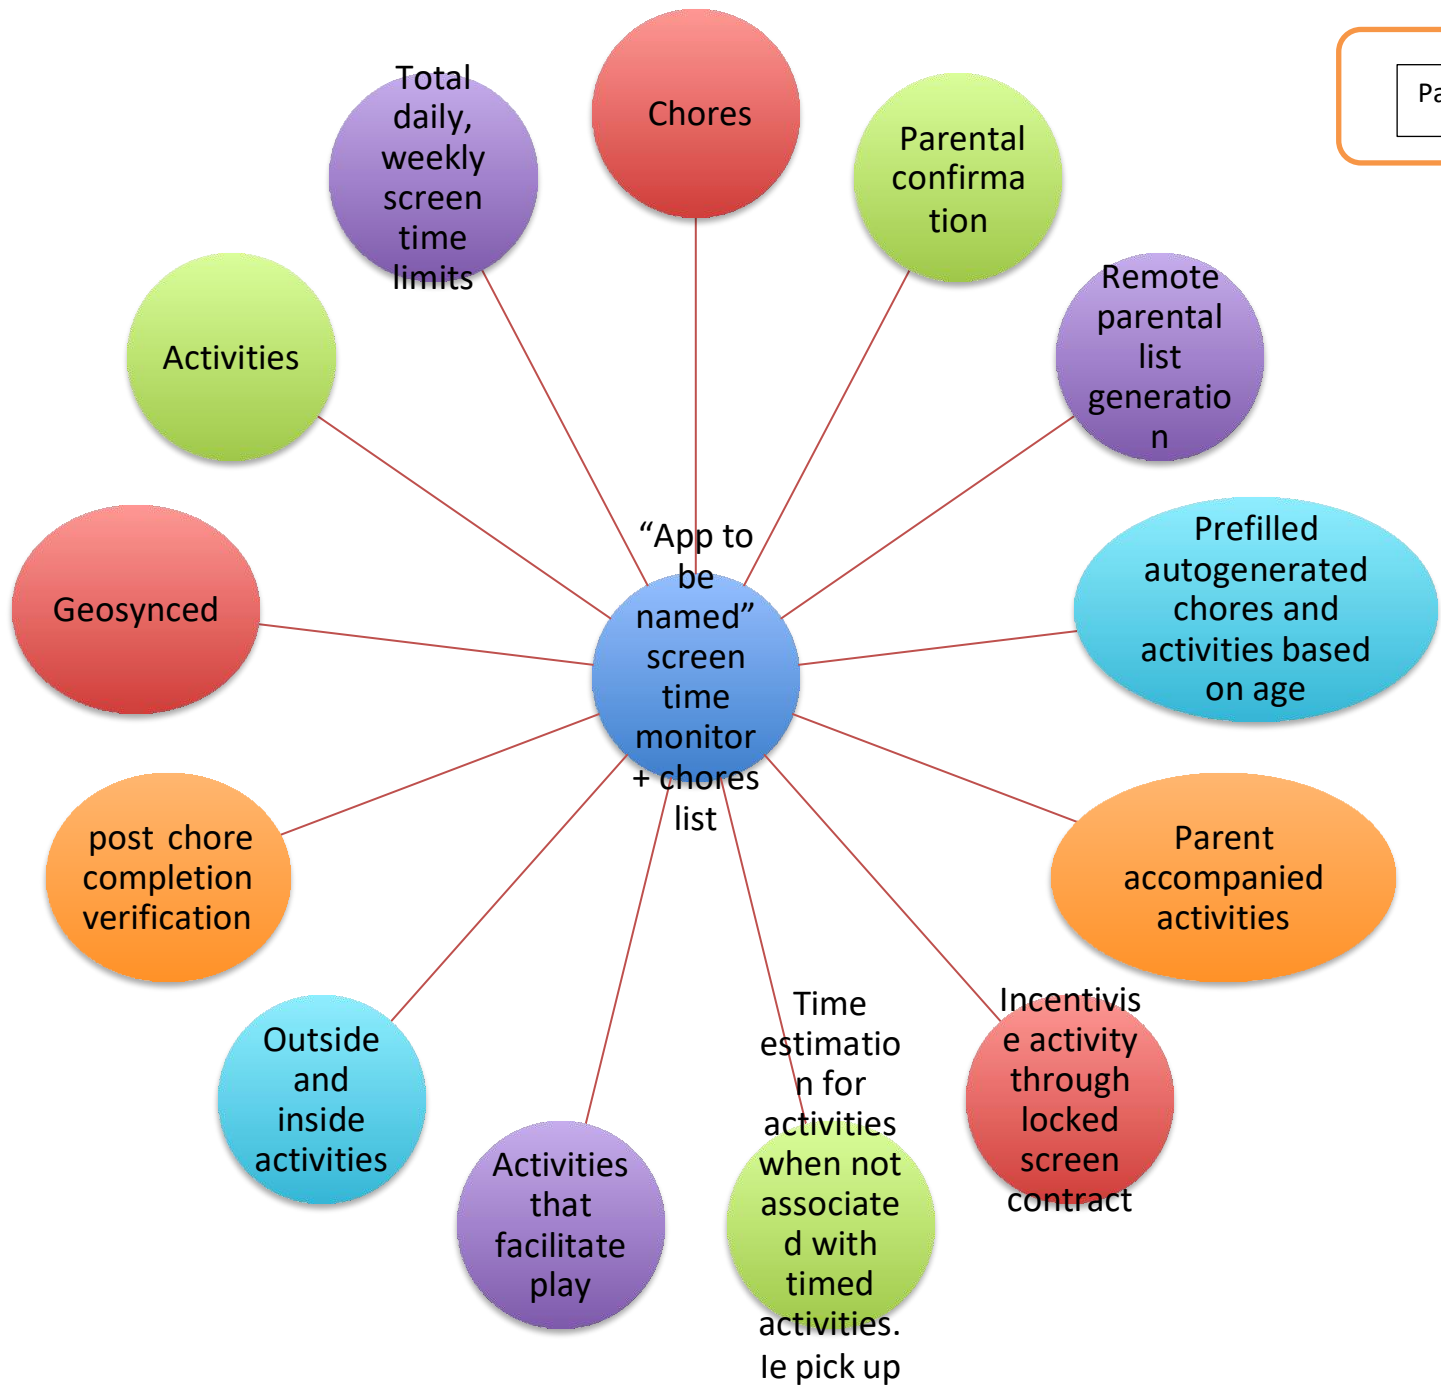 Chores
Parental
confirma
tion
Remote
parental
list
generatio
n
Prefilled
autogenerated
chores and
activities based
on age
Parent
accompanied
activities
Incentivis
e activity
through
locked
screen
contract
Time
estimatio
n for
activities
when not
associate
d with
timed
activities.
Ie pick up
Activities
that
facilitate
play
Outside
and
inside
activities
post chore
completion
verification
Geosynced
Activities
Total
daily,
weekly
screen
time
limits
“App to
be
named”
screen
time
monitor
+ chores
list